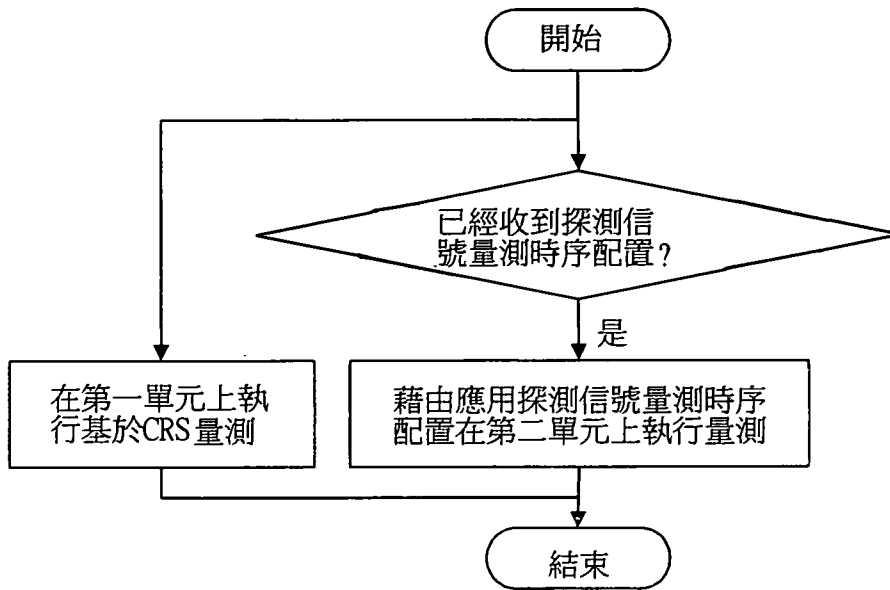 開始
已經收到探測信
號量測時序配置?
是
在第一單元上執
行基於CRS量測
藉由應用探測信號量測時序
配置在第二單元上執行量測
結束